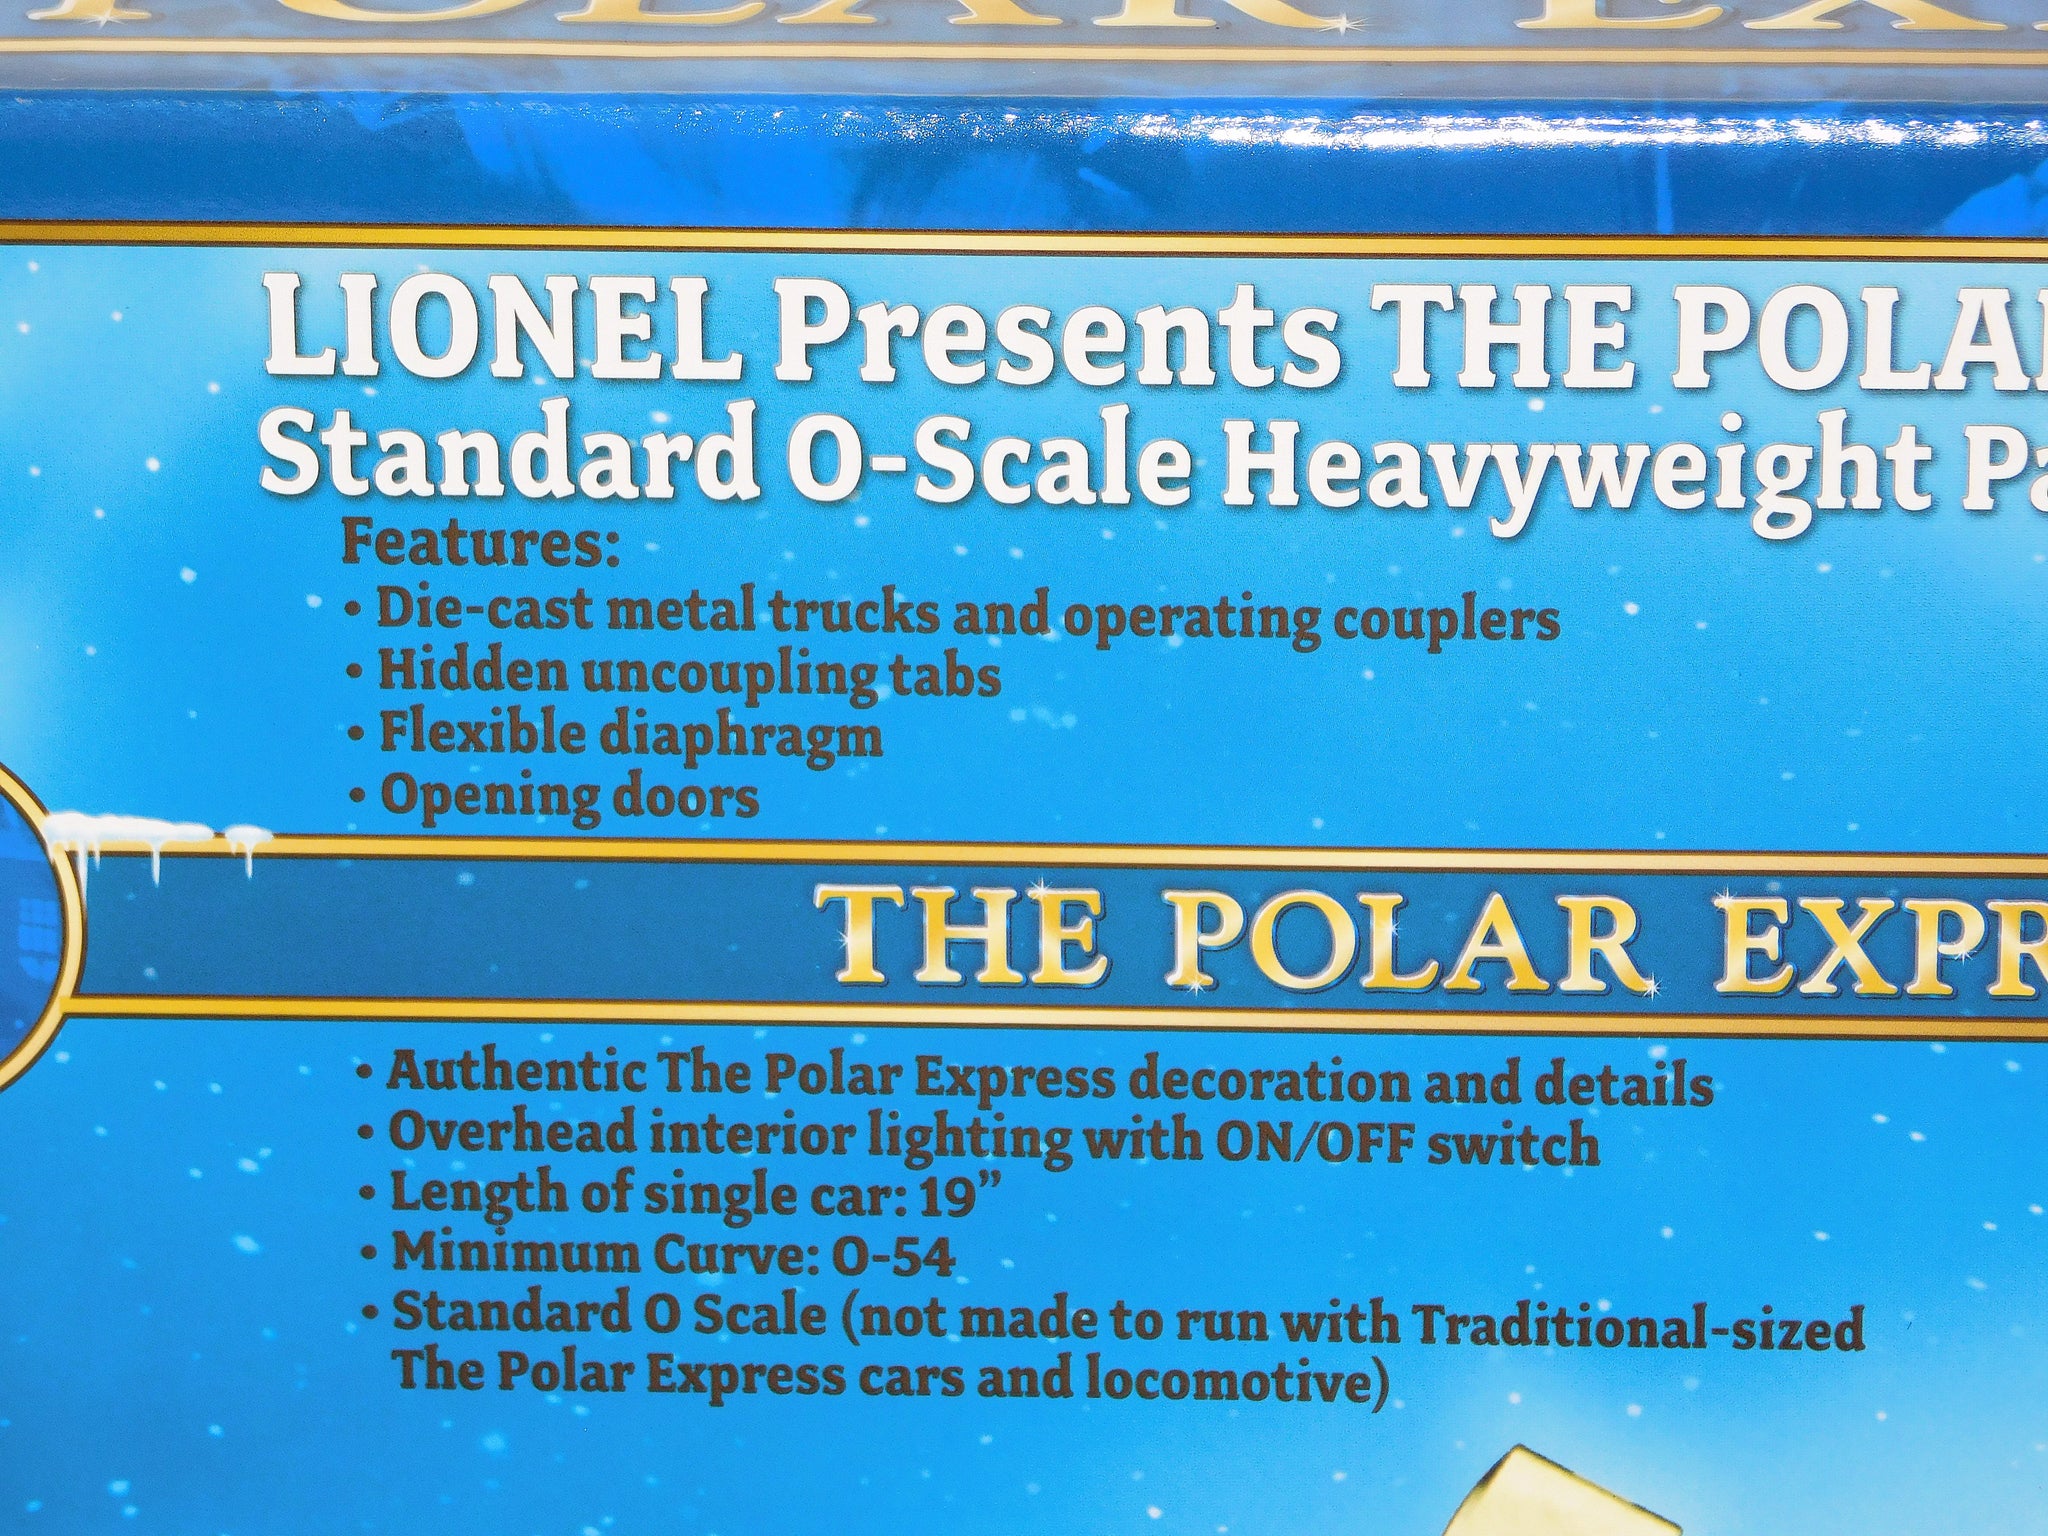 POLAR EX
LIONEL Presents THE POLAR
Standard O-Scale Heavyweight Pa
Features:
• Die-cast metal trucks and operating couplers
• Hidden uncoupling tabs
• Flexible diaphragm
• Opening doors
THE POLAR EXPR
• Authentic The Polar Express decoration and details
• Overhead interior lighting with ON/OFF switch
• Length of single car: 19”
• Minimum Curve: O-54
• Standard O Scale (not made to run with Traditional-sized
The Polar Express cars and locomotive)